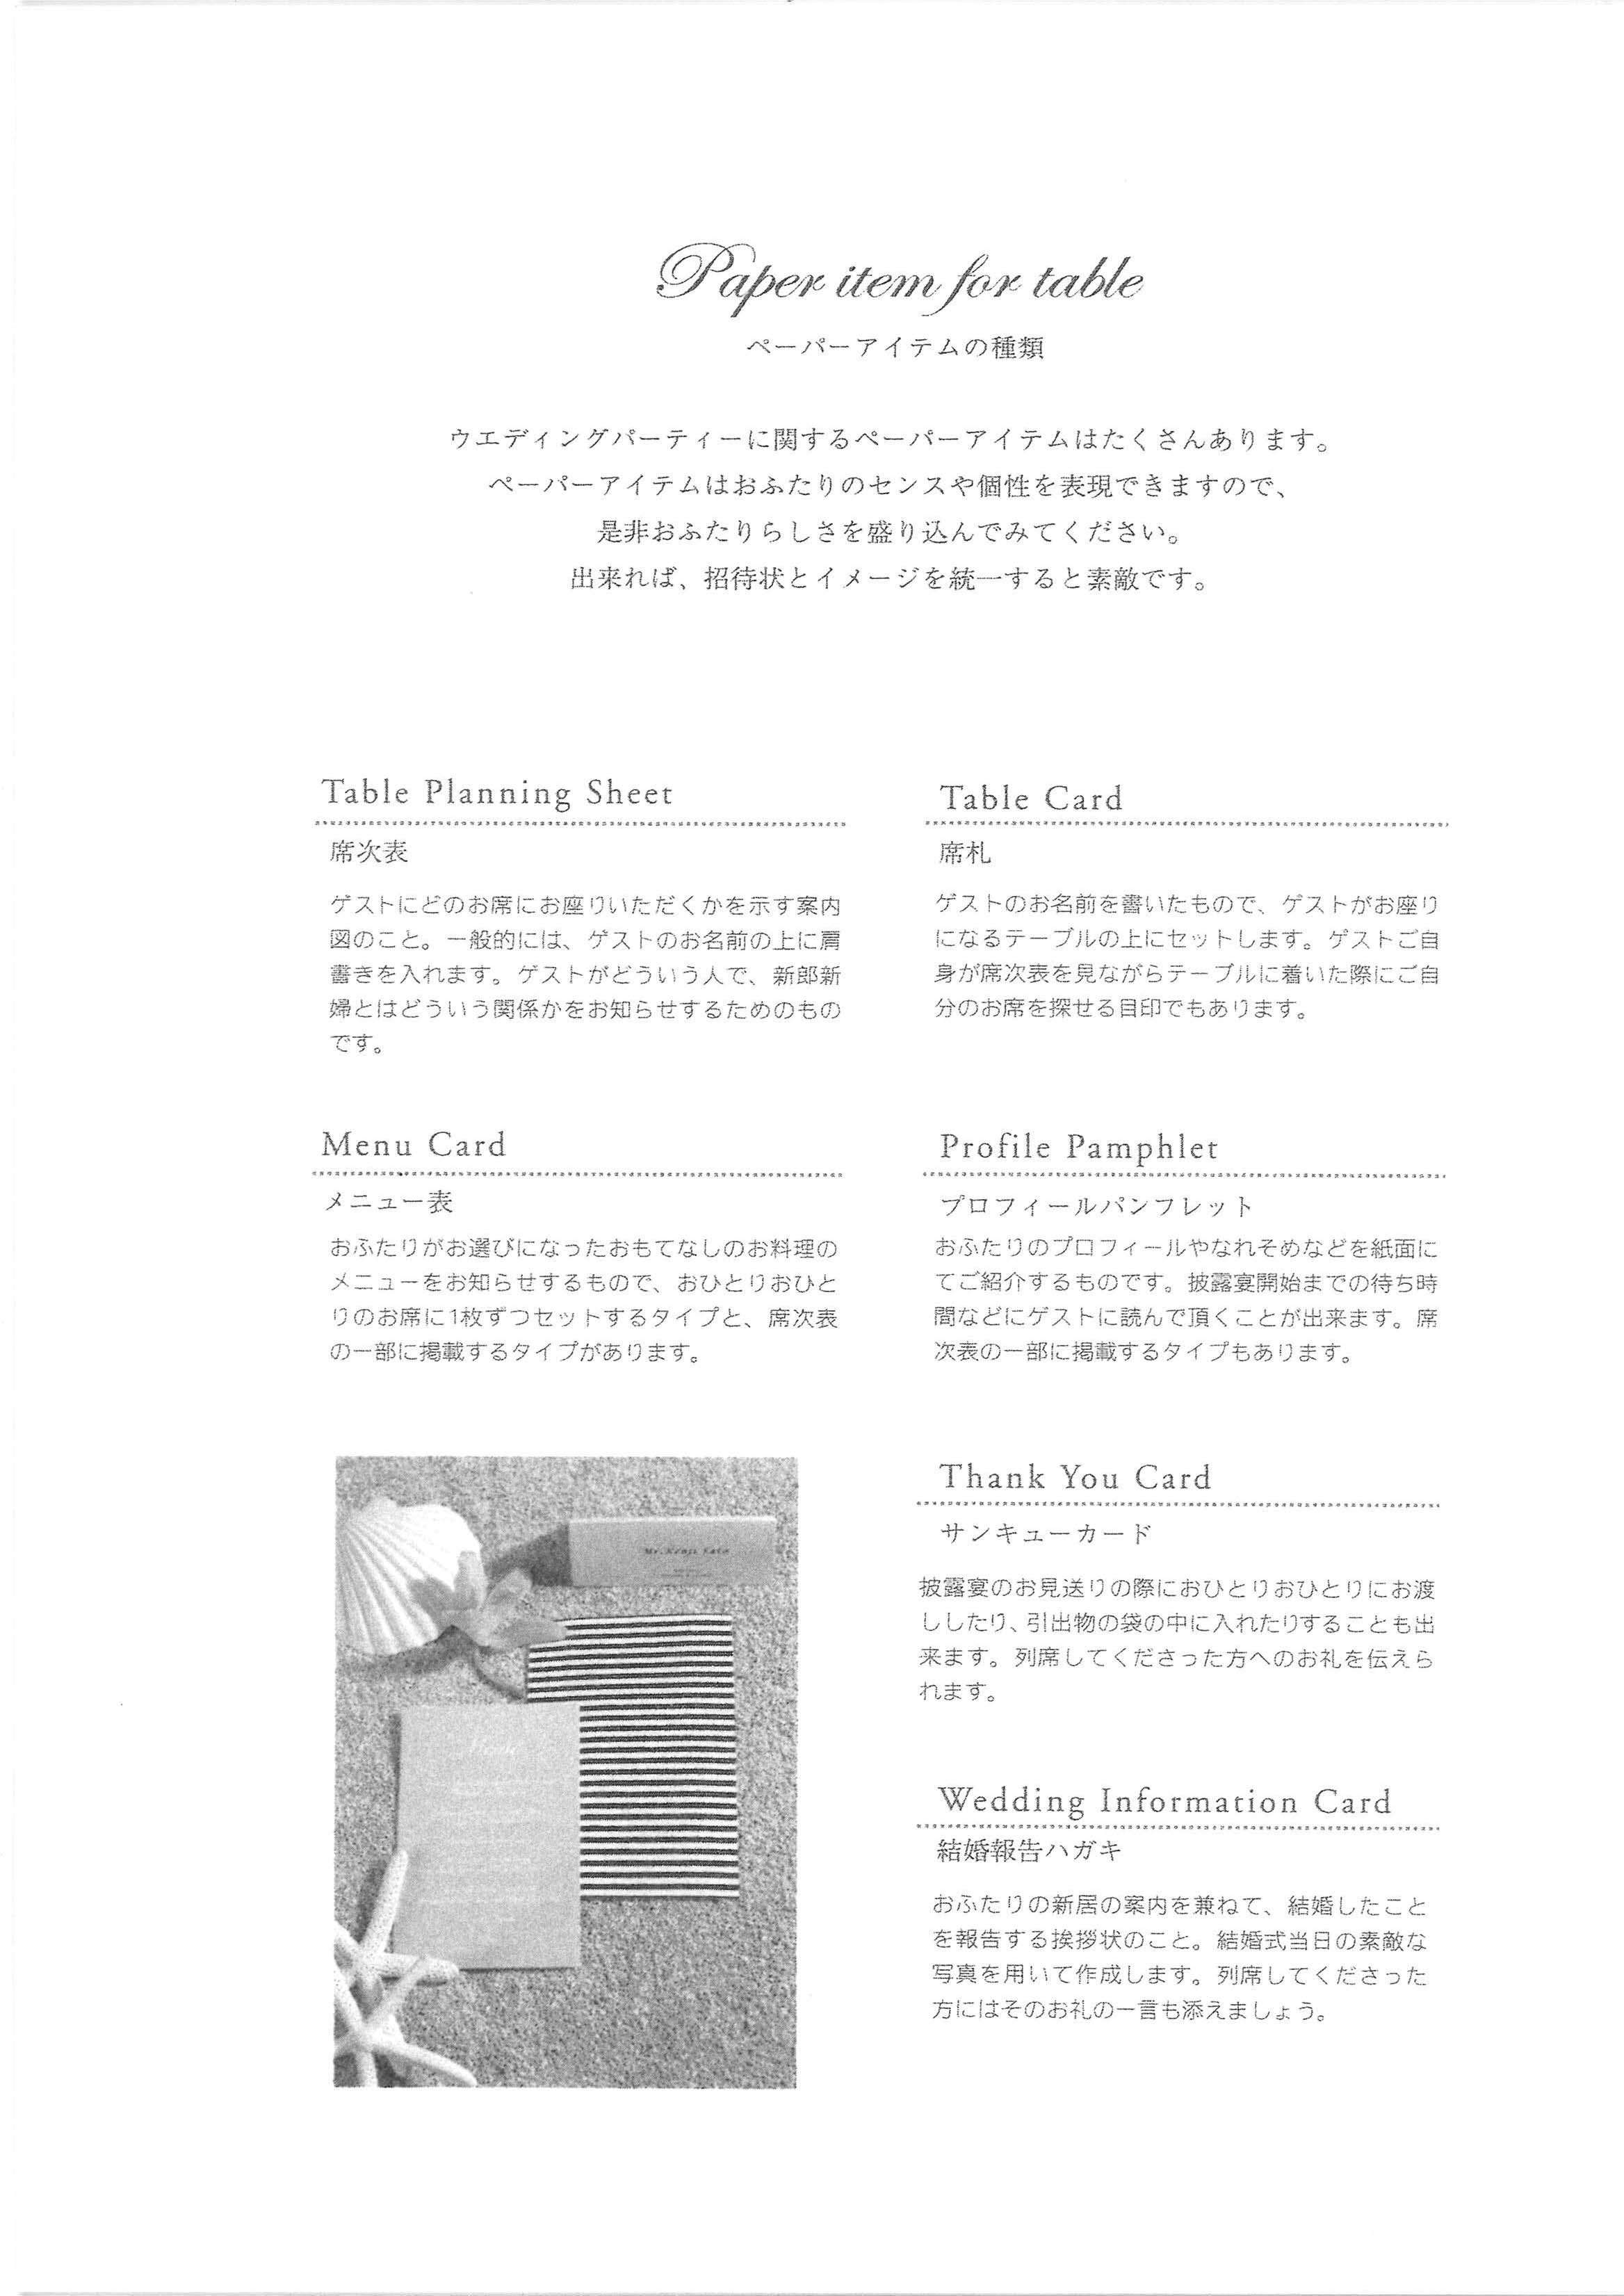 Paper item for table
ペーパーアイテムの種類
ウエディングパーティーに関するペーパーアイテムはたくさんあります。
ペーパーアイテムはおふたりのセンスや個性を表現できますので、
是非おふたりらしさを盛り込んでみてください。
出来れば、招待状とイメージを統一すると素敵です。
Table Planning Sheet
席次表
ゲストにどのお席にお座りいただくかを示す案内
図のこと。一般的には、ゲストのお名前の上に肩
書きを入れます。ゲストがどういう人で、新郎新
婦とはどういう関係かをお知らせするためのもの
です。
Table Card
席札
ゲストのお名前を書いたもので、ゲストがお座り
になるテーブルの上にセットします。ゲストご自
身が席次表を見ながらテーブルに着いた際にご自
分のお席を探せる目印でもあります。
Menu Card
メニュー表
おふたりがお選びになったおもてなしのお料理の
メニューをお知らせするもので、おひとりおひと
りのお席に1枚ずつセットするタイプと、席次表
の一部に掲載するタイプがあります。
Profile Pamphlet
プロフィールパンフレット
おふたりのプロフィールやなれそめなどを紙面に
てご紹介するものです。披露宴開始までの待ち時
間などにゲストに読んで頂くことが出来ます。席
次表の一部に掲載するタイプもあります。
Mr. Kenji Kato
Menu
Thank You Card
サンキューカード
披露宴のお見送りの際におひとりおひとりにお渡
ししたり、引出物の袋の中に入れたりすることも出
来ます。列席してくださった方へのお礼を伝えら
れます。
Wedding Information Card
結婚報告ハガキ
おふたりの新居の案内を兼ねて、結婚したこと
を報告する挨拶状のこと。結婚式当日の素敵な
写真を用いて作成します。列席してくださった
方にはそのお礼の一言も添えましょう。